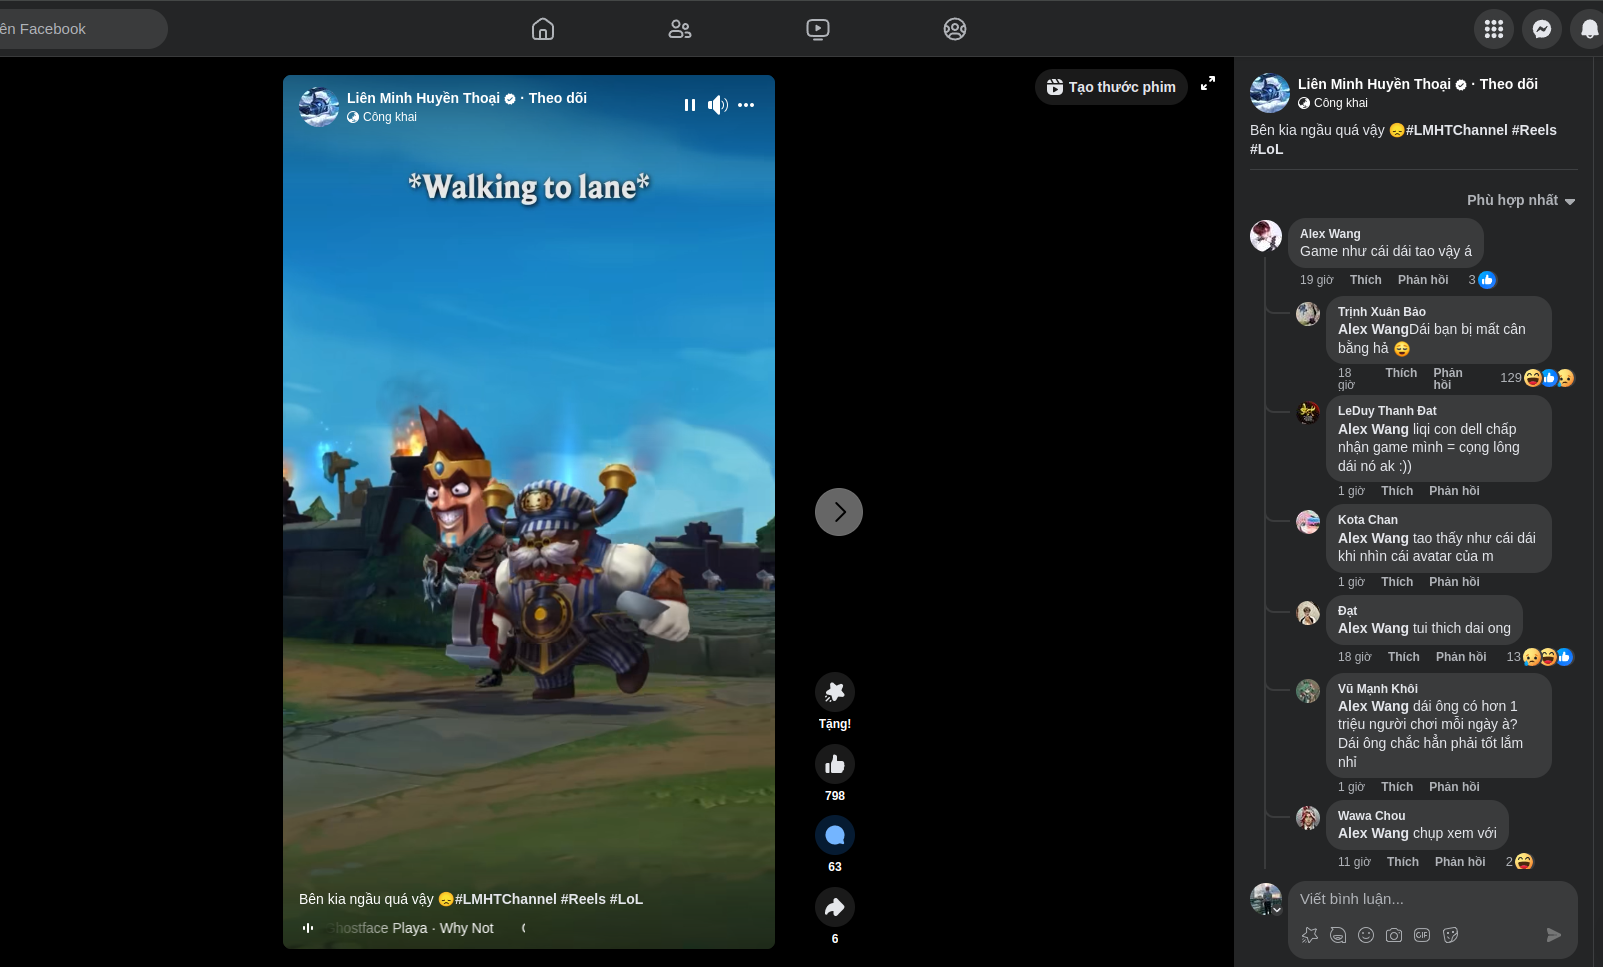 ên Facebook
Tạo thước phim
Liên Minh Huyền Thoại · Theo dõi
Công khai
*Walking to lane*
Bên kia ngầu quá vậy 😞#LMHTChannel #Reels #LoL
hostface Playa · Why Not
Tặng!
798
63
6
Liên Minh Huyền Thoại · Theo dõi
Công khai
Bên kia ngầu quá vậy 😞#LMHTChannel #Reels
#LoL
Phù hợp nhất
Alex Wang
Game như cái dái tao vậy á
19 giờ Thích Phản hồi 3
Trịnh Xuân Bảo
Alex WangDái bạn bị mất cân
bằng hả 😌
18 giờ Thích Phản hồi 129
LeDuy Thanh Đat
Alex Wang liqi con dell chấp
nhận game mình = cọng lông
dái nó ak :))
1 giờ Thích Phản hồi
Kota Chan
Alex Wang tao thấy như cái dái
khi nhìn cái avatar của m
1 giờ Thích Phản hồi
Đạt
Alex Wang tui thich dai ong
18 giờ Thích Phản hồi 13
Vũ Mạnh Khôi
Alex Wang dái ông có hơn 1
triệu người chơi mỗi ngày à?
Dái ông chắc hẳn phải tốt lắm
nhỉ
1 giờ Thích Phản hồi
Wawa Chou
Alex Wang chụp xem với
11 giờ Thích Phản hồi 2
Viết bình luận...
GIF